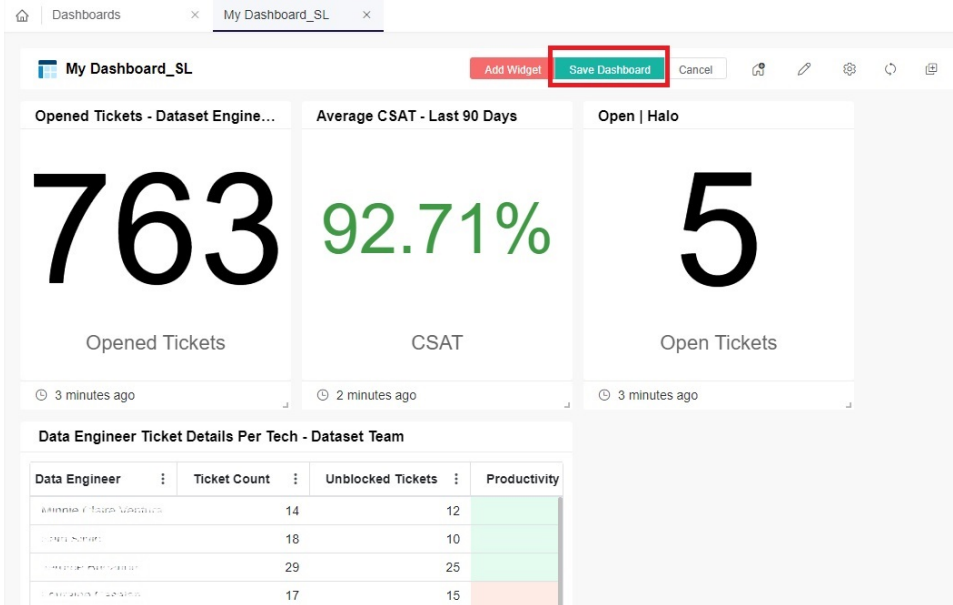 Dashboards
My Dashboard_SL
My Dashboard_SL
Add Widget
Save Dashboard
Cancel
Opened Tickets - Dataset Engine...
763
Opened Tickets
3 minutes ago
Average CSAT - Last 90 Days
92.71%
CSAT
2 minutes ago
Open | Halo
5
Open Tickets
3 minutes ago
Data Engineer Ticket Details Per Tech - Dataset Team
Data Engineer Ticket Count Unblocked Tickets Productivity
14 12
18 10
29 25
17 15